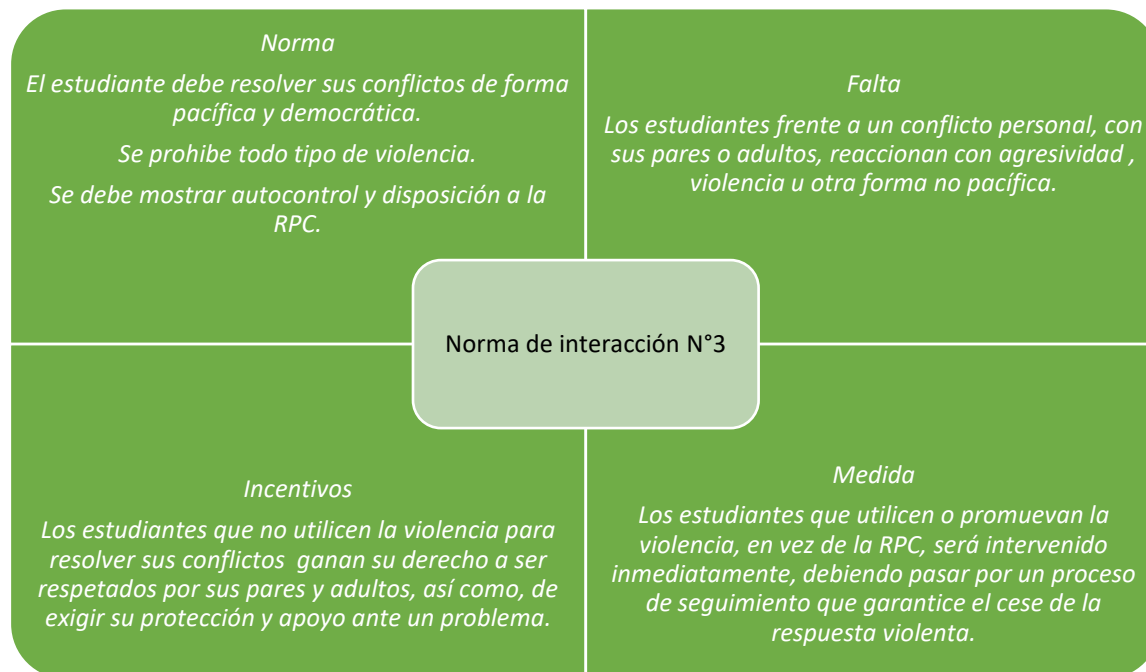 Norma
El estudiante debe resolver sus conflictos de forma
pacífica y democrática.
Se prohibe todo tipo de violencia.
Se debe mostrar autocontrol y disposición a la
RPC.
Falta
Los estudiantes frente a un conflicto personal, con
sus pares o adultos, reaccionan con agresividad ,
violencia u otra forma no pacífica.
Norma de interacción N°3
Incentivos
Los estudiantes que no utilicen la violencia para
resolver sus conflictos ganan su derecho a ser
respetados por sus pares y adultos, así como, de
exigir su protección y apoyo ante un problema.
Medida
Los estudiantes que utilicen o promuevan la
violencia, en vez de la RPC, será intervenido
inmediatamente, debiendo pasar por un proceso
de seguimiento que garantice el cese de la
respuesta violenta.